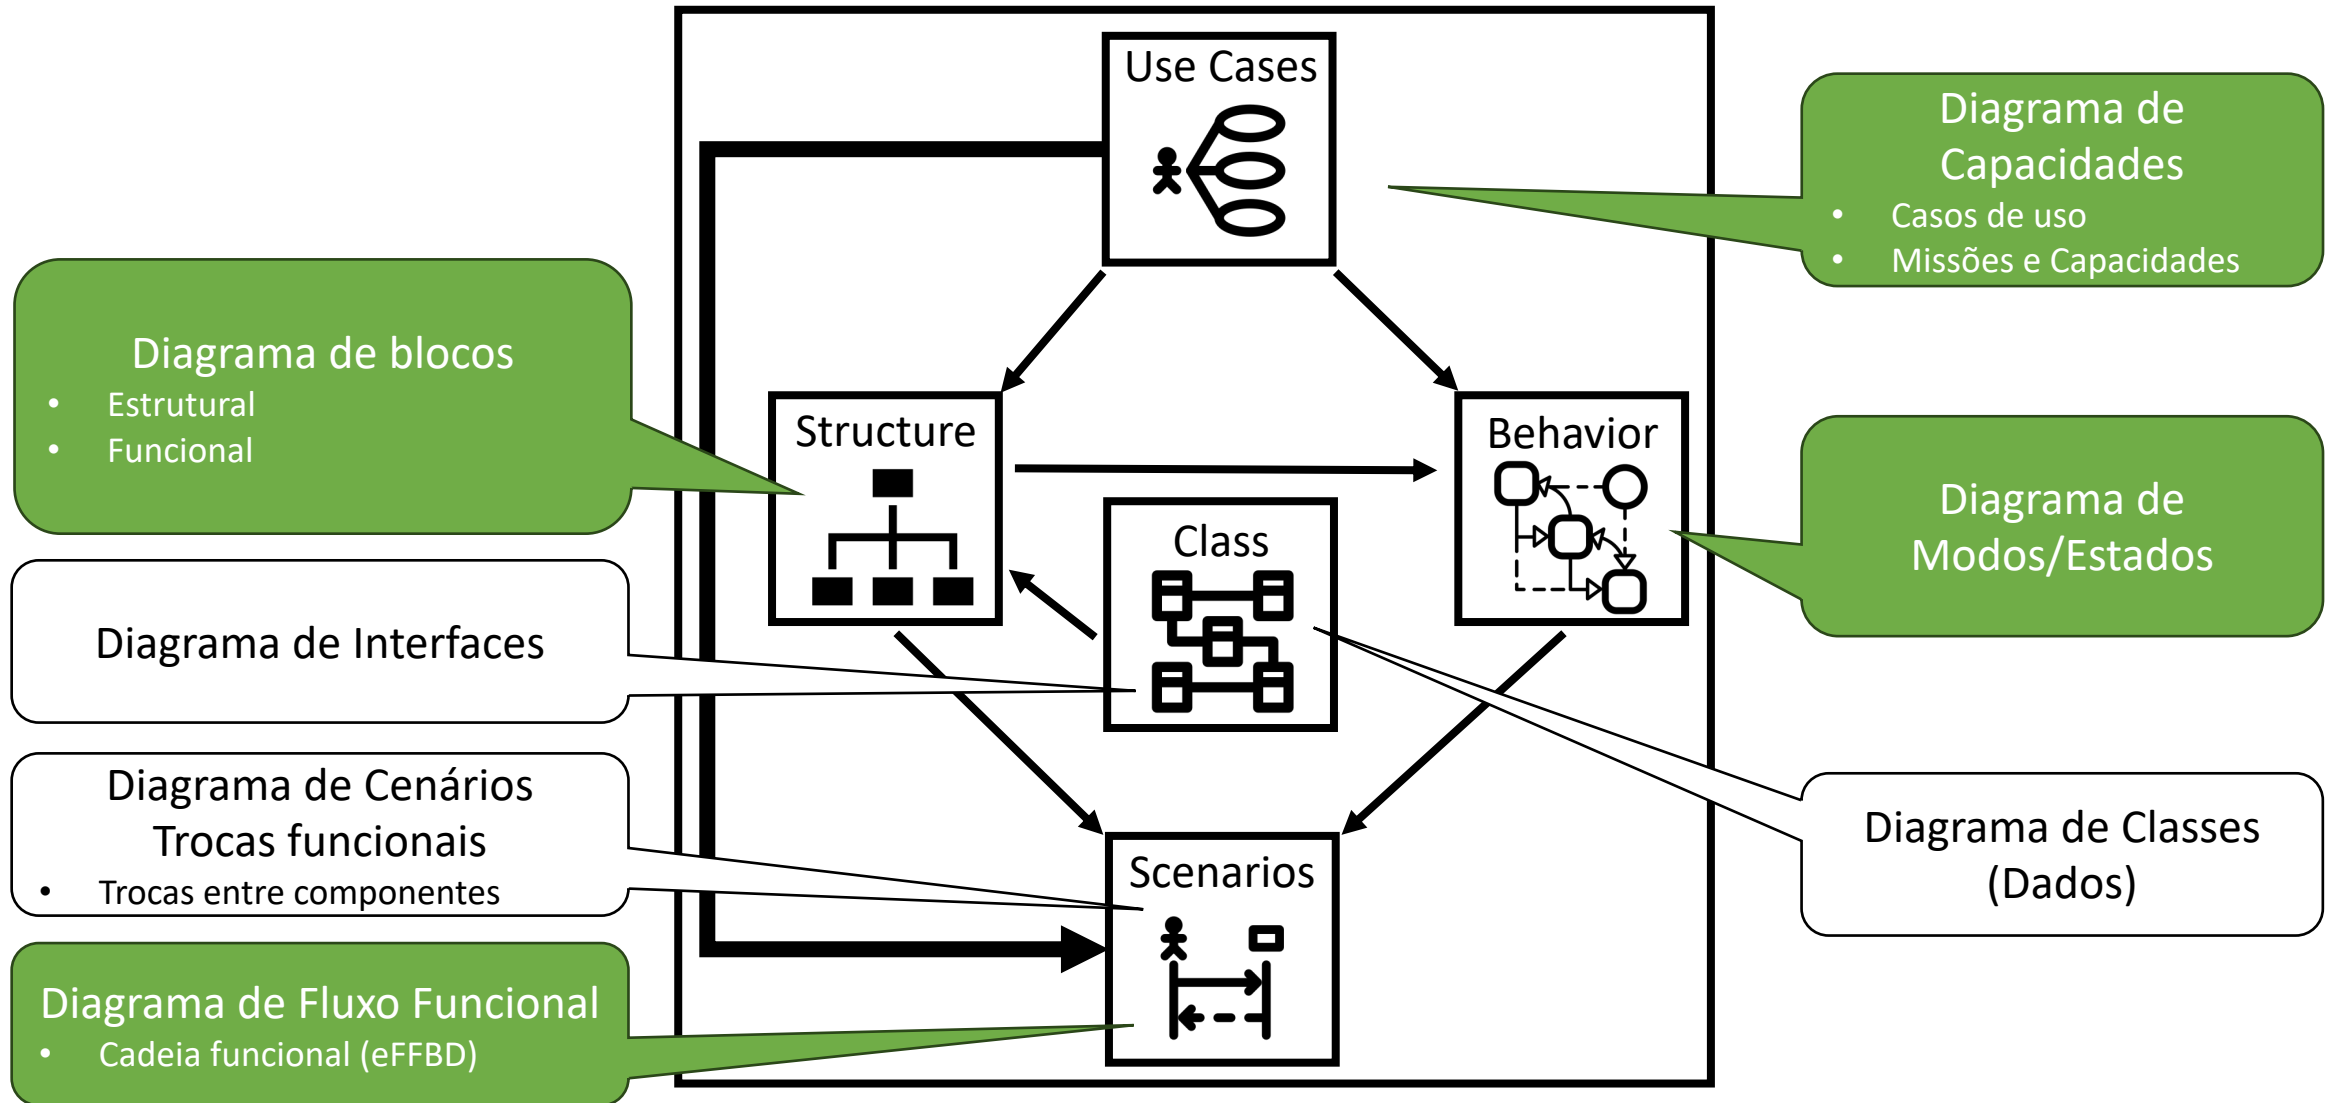 Use Cases
Diagrama de
Capacidades
• Casos de uso
• Missões e Capacidades
Diagrama de blocos
• Estrutural
• Funcional
Structure
Behavior
Class
Diagrama de
Modos/Estados
Diagrama de Interfaces
Diagrama de Cenários
Trocas funcionais
• Trocas entre componentes
Scenarios
Diagrama de Classes
(Dados)
Diagrama de Fluxo Funcional
• Cadeia funcional (eFFBD)